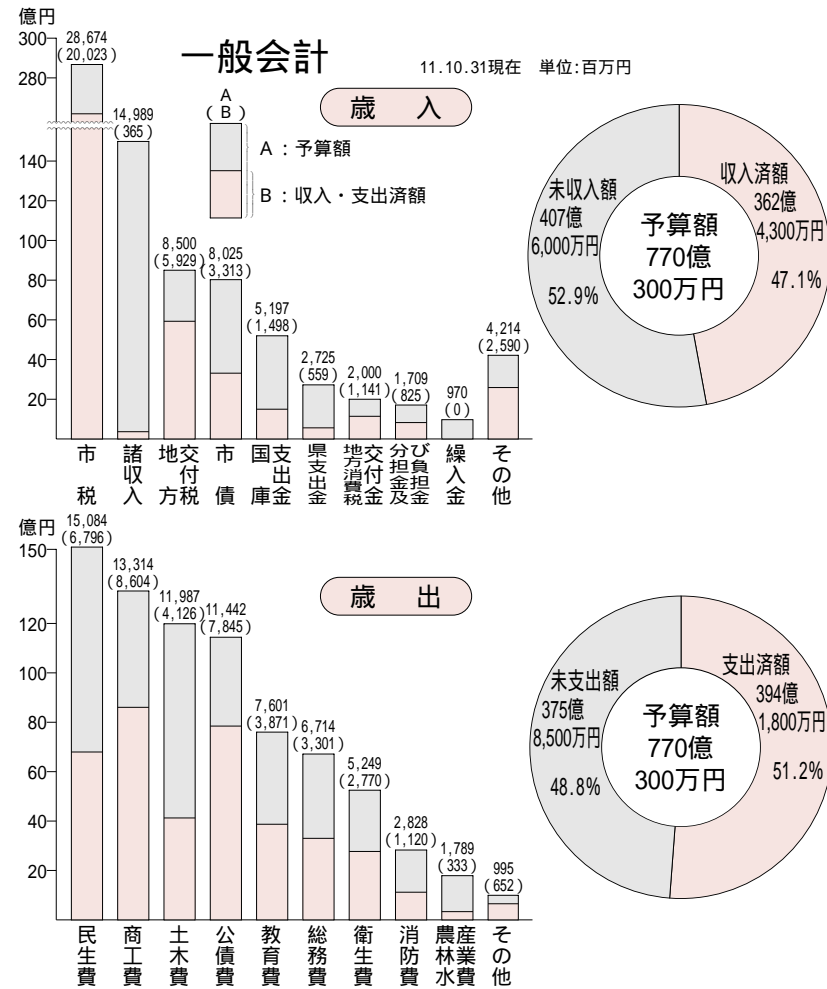 億円
一般会計
11.10.31現在 単位:百万円
歳 入
A
(B)
A:予算額
B:収入・支出済額
300
280
140
120
100
80
60
40
20
28,674
(20,023)
14,989
(365)
8,500
(5,929)
8,025
(3,313)
5,197
(1,498)
2,725
(559)
2,000
(1,141)
1,709
(825)
970
(0)
4,214
(2,590)
市税
諸収入
地方交付税
市債
国庫支出金
県支出金
地方消費税交付金
分担金及び負担金
繰入金
その他
未収入額
407億
6,000万円
52.9%
予算額
770億
300万円
収入済額
362億
4,300万円
47.1%
億円
歳 出
150
120
100
80
60
40
20
15,084
(6,796)
13,314
(8,604)
11,987
(4,126)
11,442
(7,845)
7,601
(3,871)
6,714
(3,301)
5,249
(2,770)
2,828
(1,120)
1,789
(333)
995
(652)
民生費
商工費
土木費
公債費
教育費
総務費
衛生費
消防費
農林水産業費
その他
未支出額
375億
8,500万円
48.8%
予算額
770億
300万円
支出済額
394億
1,800万円
51.2%